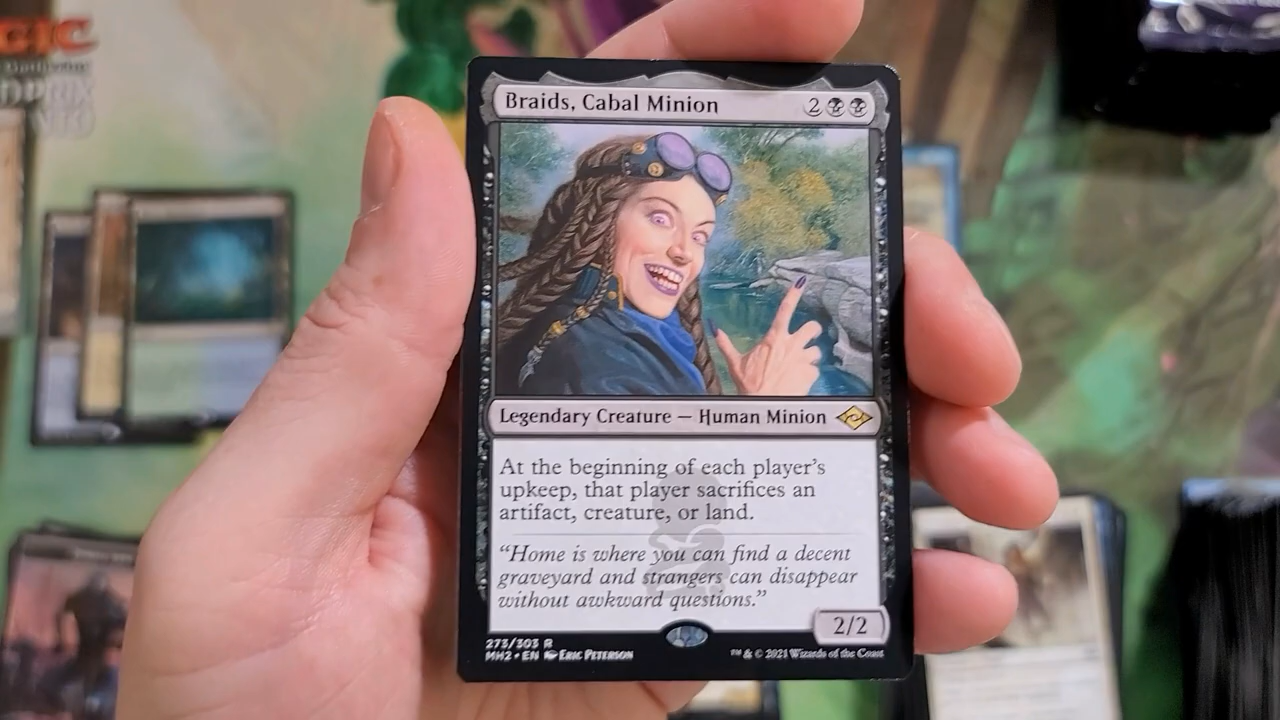 GIC
Braids, Cabal Minion 2
Legendary Creature — Human Minion
At the beginning of each player's
upkeep, that player sacrifices an
artifact, creature, or land.
“Home is where you can find a decent
graveyard and strangers can disappear
without awkward questions.”
2/2
273/303 R
MH2 • EN Eric Peterson
™ & © 2021 Wizards of the Coast